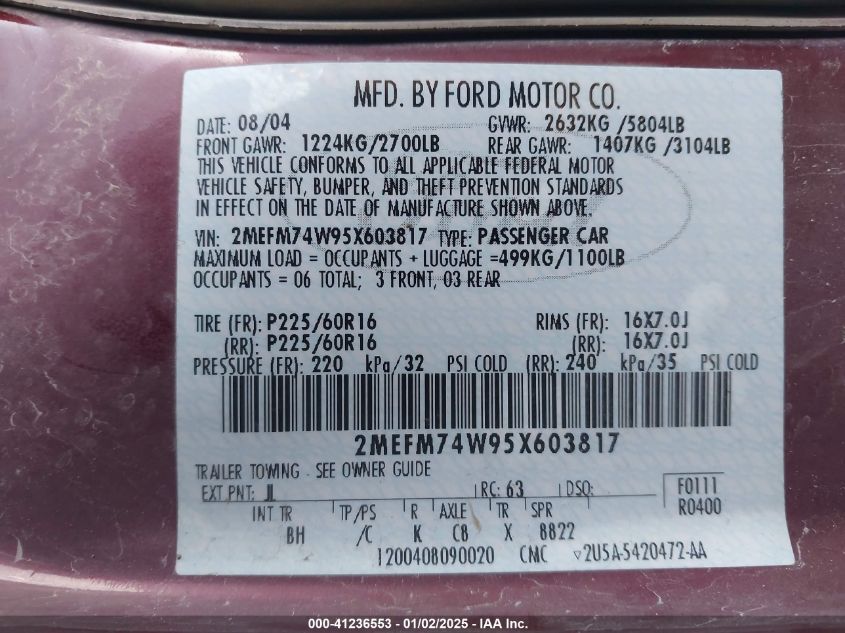 MFD. BY FORD MOTOR CO.
DATE: 08/04 GVWR: 2632KG /5804LB
FRONT GAWR: 1224KG/2700LB REAR GAWR: 1407KG /3104LB
THIS VEHICLE CONFORMS TO ALL APPLICABLE FEDERAL MOTOR
VEHICLE SAFETY, BUMPER, AND THEFT PREVENTION STANDARDS
IN EFFECT ON THE DATE OF MANUFACTURE SHOWN ABOVE.
VIN: 2MEFM74W95X603817 TYPE: PASSENGER CAR
MAXIMUM LOAD = OCCUPANTS + LUGGAGE =499KG/1100LB
OCCUPANTS = 06 TOTAL; 3 FRONT, 03 REAR
TIRE (FR): P225/60R16 RIMS (FR): 16X7.0J
(RR): P225/60R16 (RR): 16X7.0J
PRESSURE (FR): 220 kPa/32 PSI COLD (RR): 240 kPa/35 PSI COLD
2MEFM74W95X603817
TRAILER TOWING - SEE OWNER GUIDE
EXT PNT: JL RC: 63 DSO: F0111
R0400
INT TR TP/PS R AXLE TR SPR
BH /C K C8 X 8822
1200408090020 CMC 2U5A-5420472-AA
000-41236553 — 01/02/2025 — IAA Inc.